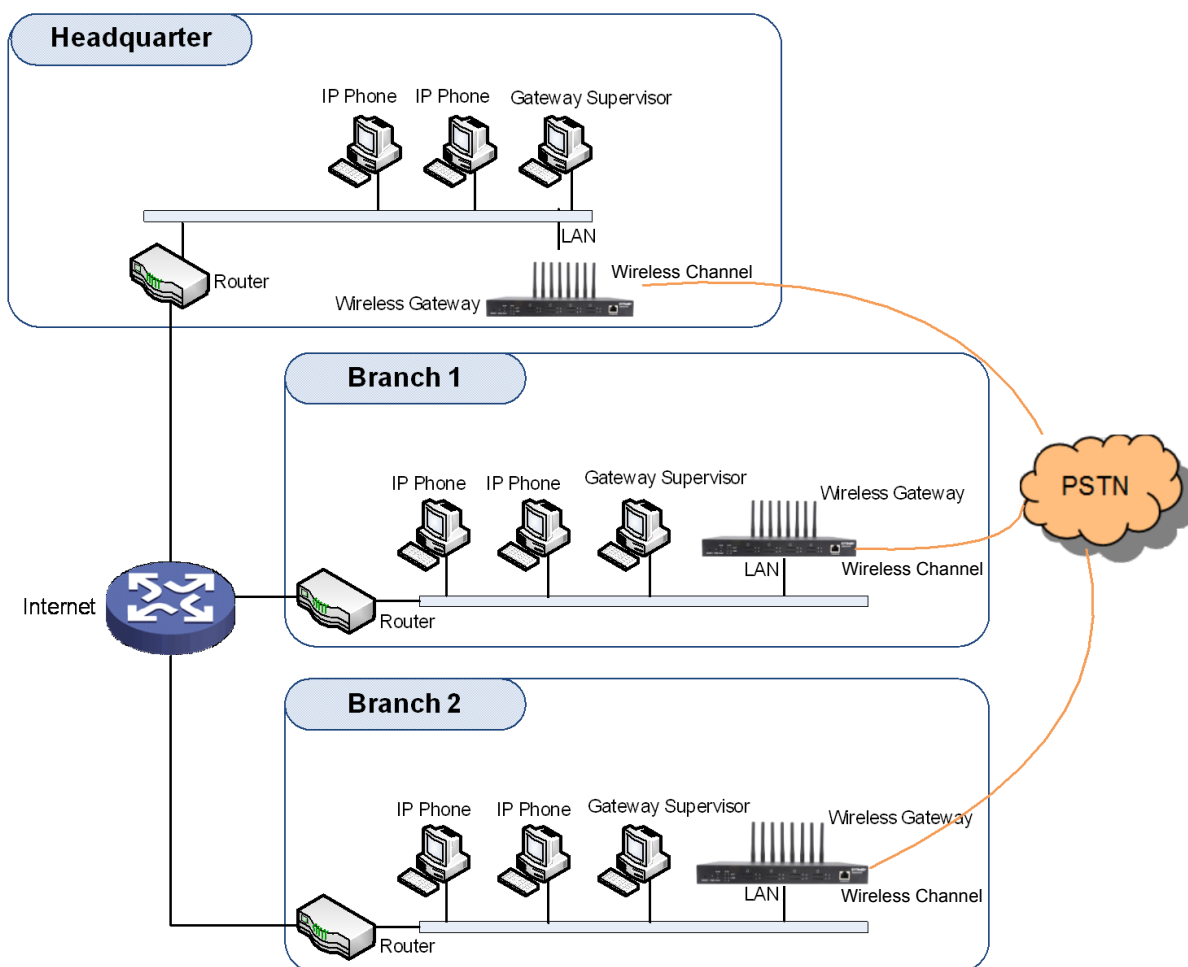 Headquarter
IP Phone
IP Phone
Gateway Supervisor
LAN
Router
Wireless Channel
Wireless Gateway
Branch 1
IP Phone
IP Phone
Gateway Supervisor
Wireless Gateway
PSTN
LAN
Wireless Channel
Internet
Router
Branch 2
IP Phone
IP Phone
Gateway Supervisor
Wireless Gateway
LAN
Wireless Channel
Router